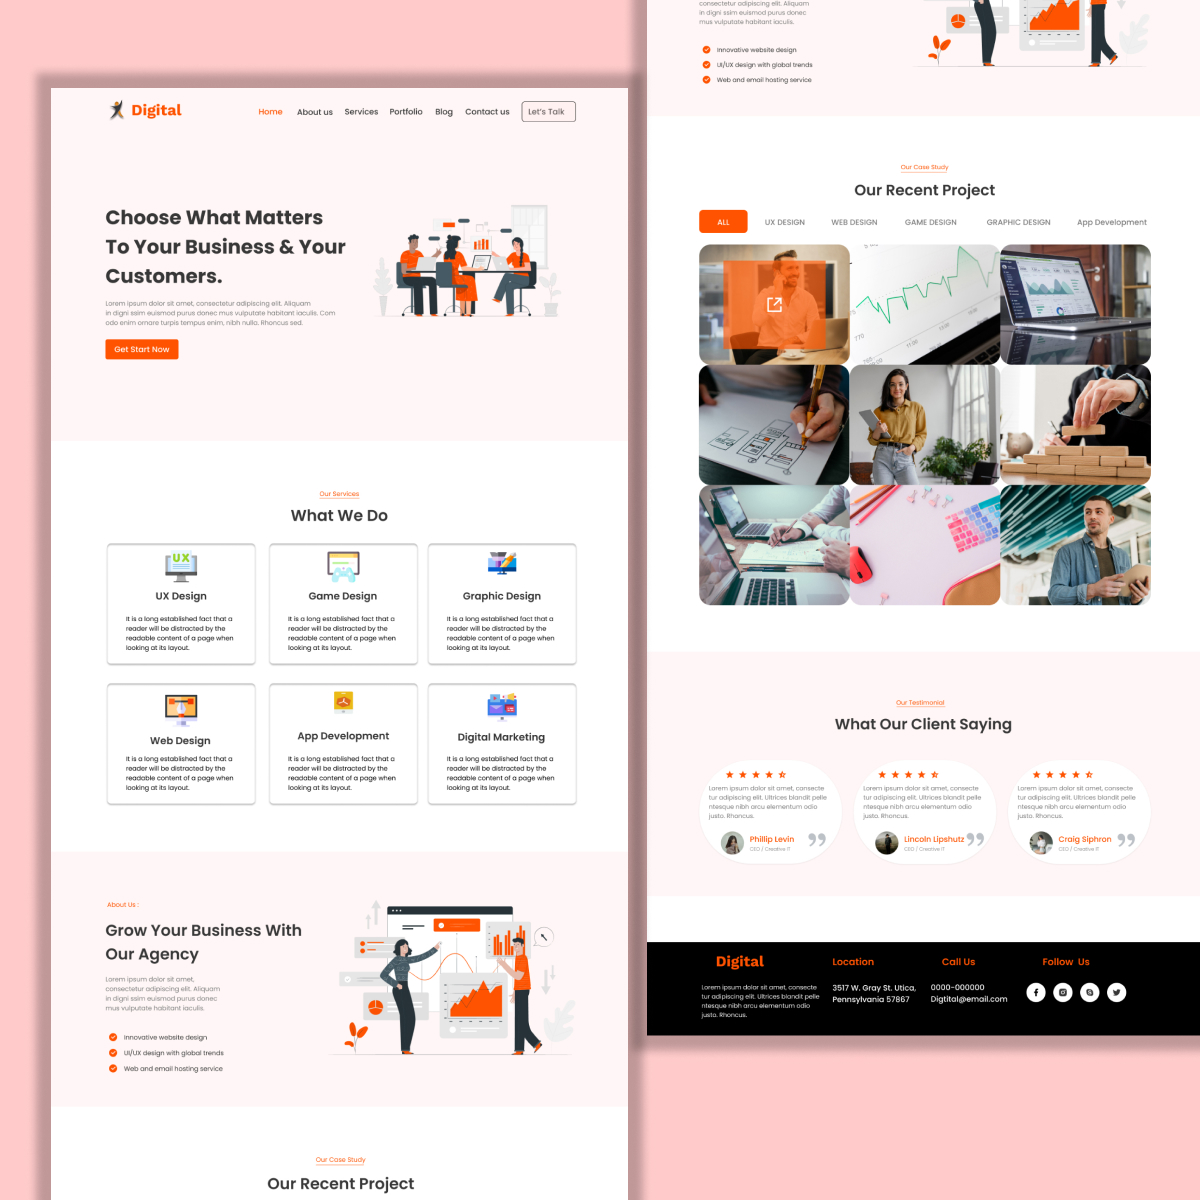 Digital
Home About us Services Portfolio Blog Contact us Let's Talk
Choose What Matters
To Your Business & Your
Customers.
Lorem ipsum dolor sit amet, consectetur adipiscing elit. Aliquam
in digni ssim euismod purus donec mus vulputate habitant iaculis. Com
odo enim ornare turpis tempus enim, nibh nulla. Rhoncus sed.
Get Start Now
Our Services
What We Do
UX
UX Design
It is a long established fact that a
reader will be distracted by the
readable content of a page when
looking at its layout.
Game Design
It is a long established fact that a
reader will be distracted by the
readable content of a page when
looking at its layout.
Graphic Design
It is a long established fact that a
reader will be distracted by the
readable content of a page when
looking at its layout.
Web Design
It is a long established fact that a
reader will be distracted by the
readable content of a page when
looking at its layout.
App Development
It is a long established fact that a
reader will be distracted by the
readable content of a page when
looking at its layout.
Digital Marketing
It is a long established fact that a
reader will be distracted by the
readable content of a page when
looking at its layout.
About Us :
Grow Your Business With
Our Agency
Lorem ipsum dolor sit amet,
consectetur adipiscing elit. Aliquam
in digni ssim euismod purus donec
mus vulputate habitant iaculis.
Innovative website design
UI/UX design with global trends
Web and email hosting service
Our Case Study
Our Recent Project
consectetur adipiscing elit. Aliquam
in digni ssim euismod purus donec
mus vulputate habitant iaculis.
Innovative website design
UI/UX design with global trends
Web and email hosting service
Our Case Study
Our Recent Project
ALL UX DESIGN WEB DESIGN GAME DESIGN GRAPHIC DESIGN App Development
Our Testimonial
What Our Client Saying
Lorem ipsum dolor sit amet, consecte
tur adipiscing elit. Ultrices blandit pelle
ntesque nibh arcu elementum odio
justo. Rhoncus.
Phillip Levin
CEO / Creative IT
Lorem ipsum dolor sit amet, consecte
tur adipiscing elit. Ultrices blandit pelle
ntesque nibh arcu elementum odio
justo. Rhoncus.
Lincoln Lipshutz
CEO / Creative IT
Lorem ipsum dolor sit amet, consecte
tur adipiscing elit. Ultrices blandit pelle
ntesque nibh arcu elementum odio
justo. Rhoncus.
Craig Siphron
CEO / Creative IT
Digital
Lorem ipsum dolor sit amet, consecte
tur adipiscing elit. Ultrices blandit pelle
ntesque nibh arcu elementum odio
justo. Rhoncus.
Location
3517 W. Gray St. Utica,
Pennsylvania 57867
Call Us
0000-000000
Digtital@email.com
Follow Us